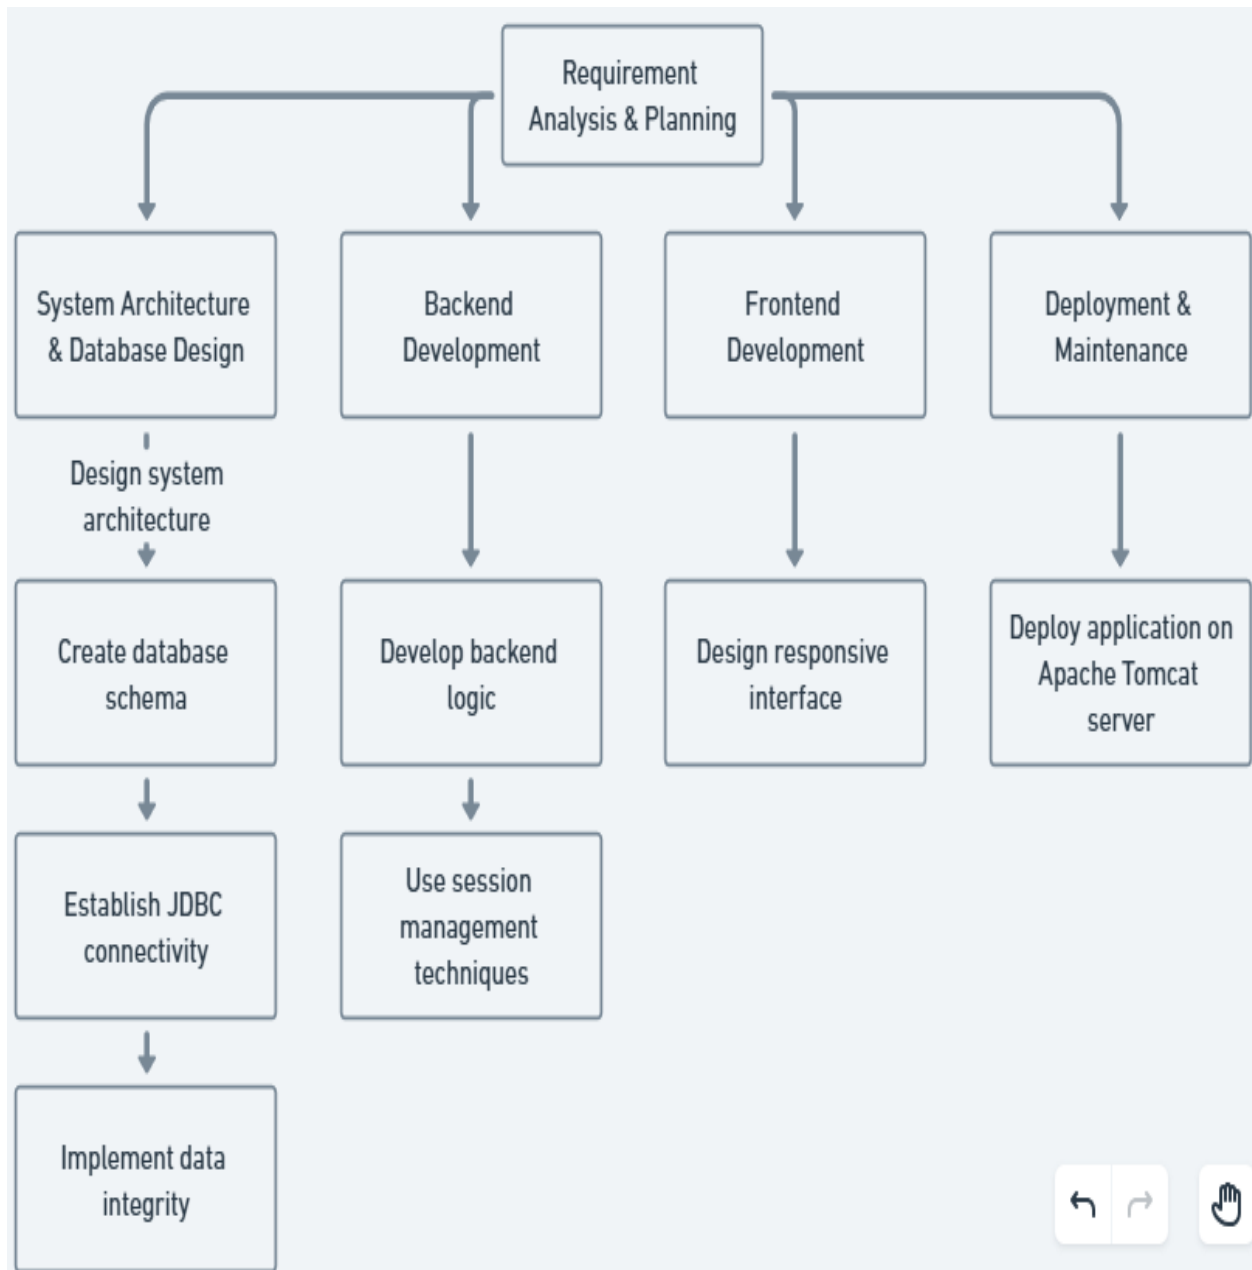 Requirement
Analysis & Planning
System Architecture
& Database Design
Backend
Development
Frontend
Development
Deployment &
Maintenance
Design system
architecture
Create database
schema
Develop backend
logic
Design responsive
interface
Deploy application on
Apache Tomcat
server
Establish JDBC
connectivity
Use session
management
techniques
Implement data
integrity